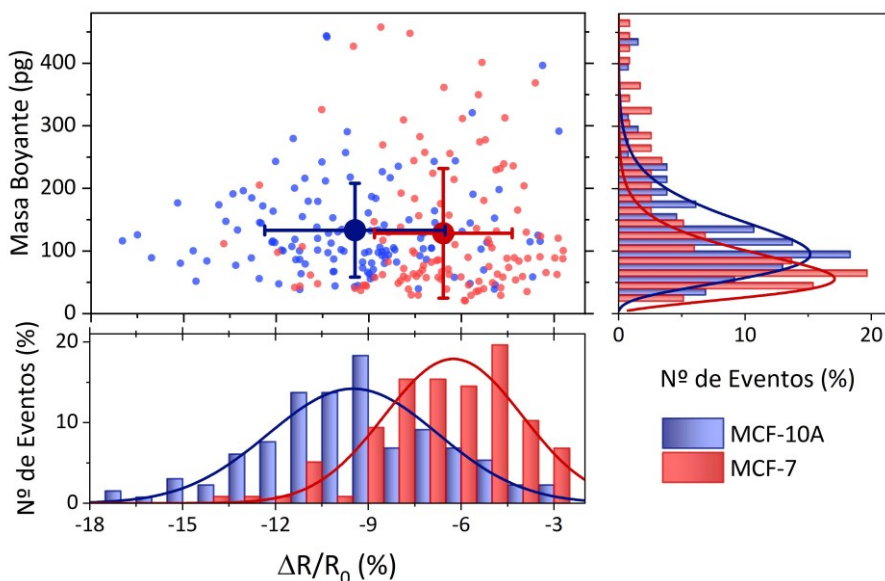 Masa Boyante (pg)
400
300
200
100
0
0
10
20
Nº de Eventos (%)
MCF-10A
MCF-7
Nº de Eventos (%)
20
10
0
-18
-15
-12
-9
-6
-3
ΔR/R₀ (%)